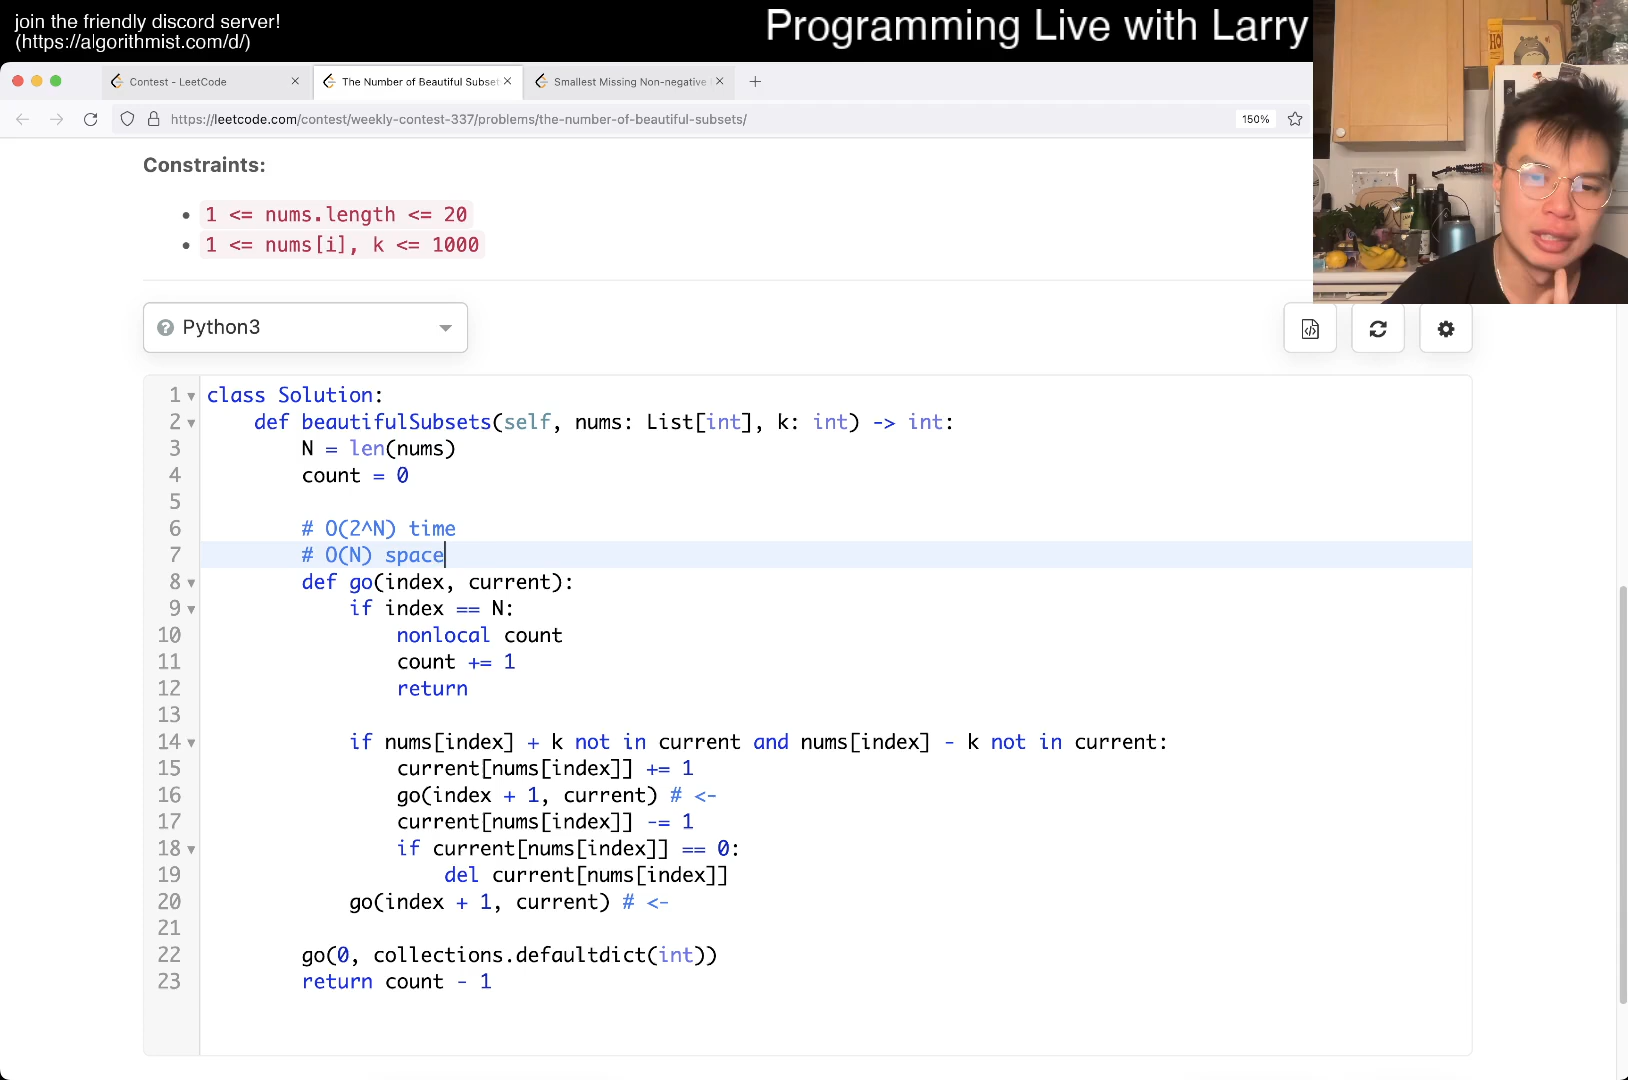 join the friendly discord server!
(https://algorithmist.com/d/)
Programming Live with Larry
Contest - LeetCode
The Number of Beautiful Subset
Smallest Missing Non-negative
https://leetcode.com/contest/weekly-contest-337/problems/the-number-of-beautiful-subsets/
150%
Constraints:
1 <= nums.length <= 20
1 <= nums[i], k <= 1000
Python3
1 class Solution:
2 def beautifulSubsets(self, nums: List[int], k: int) -> int:
3 N = len(nums)
4 count = 0
5
6 # O(2^N) time
7 # O(N) space
8 def go(index, current):
9 if index == N:
10 nonlocal count
11 count += 1
12 return
13
14 if nums[index] + k not in current and nums[index] - k not in current:
15 current[nums[index]] += 1
16 go(index + 1, current) # <-
17 current[nums[index]] -= 1
18 if current[nums[index]] == 0:
19 del current[nums[index]]
20 go(index + 1, current) # <-
21
22 go(0, collections.defaultdict(int))
23 return count - 1